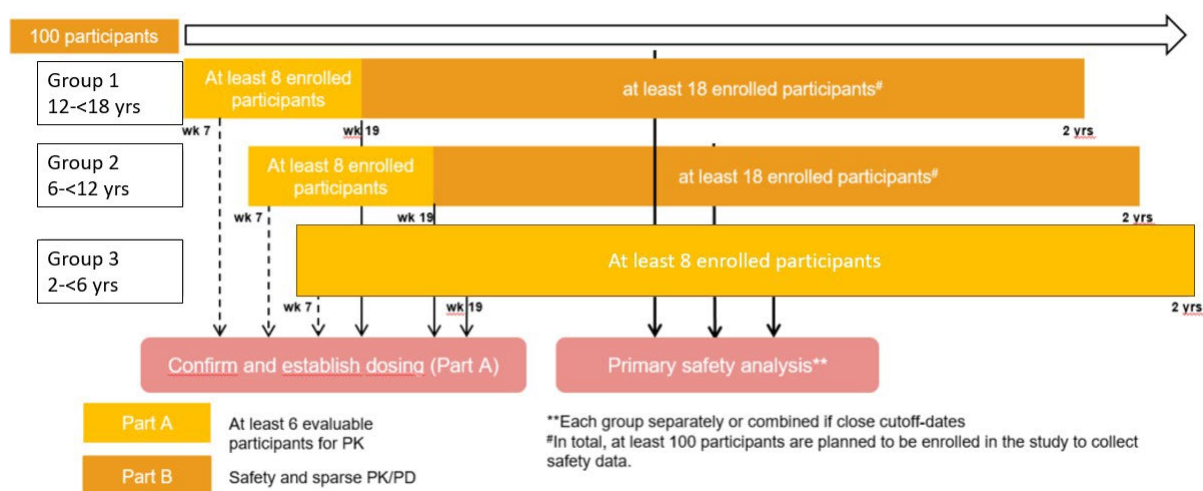 100 participants
Group 1
12-<18 yrs
At least 8 enrolled
participants
at least 18 enrolled participants#
wk 7
wk 19
2 yrs
Group 2
6-<12 yrs
At least 8 enrolled
participants
at least 18 enrolled participants#
wk 7
wk 19
2 yrs
Group 3
2-<6 yrs
At least 8 enrolled participants
wk 7
wk 19
2 yrs
Confirm and establish dosing (Part A)
Primary safety analysis**
Part A
At least 6 evaluable
participants for PK
Part B
Safety and sparse PK/PD
**Each group separately or combined if close cutoff-dates
#In total, at least 100 participants are planned to be enrolled in the study to collect
safety data.